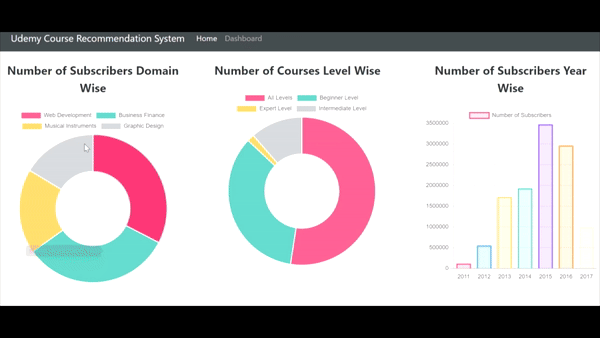 Udemy Course Recommendation System Home Dashboard
Number of Subscribers Domain
Wise
Web Development Business Finance
Musical Instruments Graphic Design
Number of Courses Level Wise
All Levels Beginner Level
Expert Level Intermediate Level
Number of Subscribers Year
Wise
Number of Subscribers
3500000
3000000
2500000
2000000
1500000
1000000
500000
0
2011 2012 2013 2014 2015 2016 2017